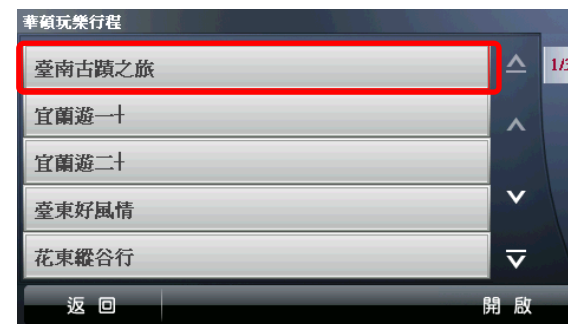 華碩玩樂行程
臺南古蹟之旅
1/3
宜蘭遊一十
宜蘭遊二十
臺東好風情
花東縱谷行
返回
開啟